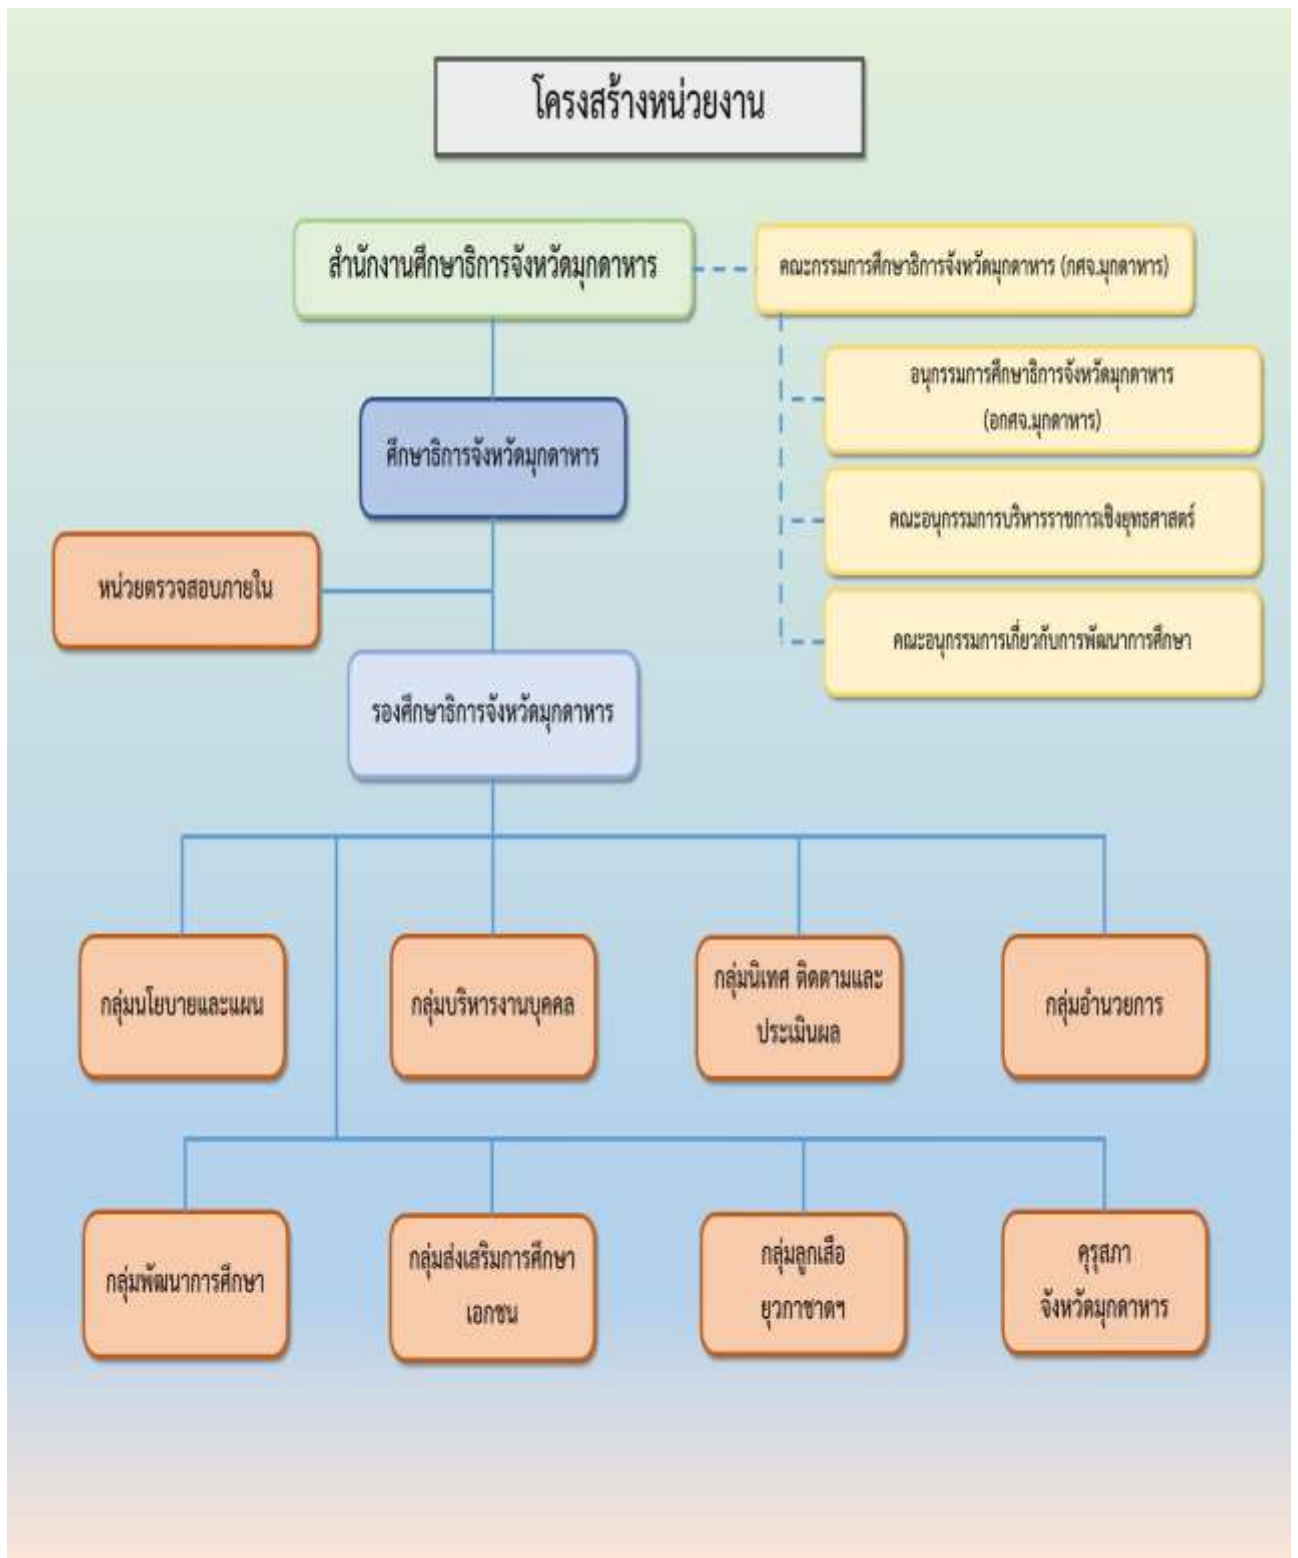 โครงสร้างหน่วยงาน
สำนักงานศึกษาธิการจังหวัดมุกดาหาร
คณะกรรมการศึกษาธิการจังหวัดมุกดาหาร (กศจ.มุกดาหาร)
อนุกรรมการศึกษาธิการจังหวัดมุกดาหาร
(อกศจ.มุกดาหาร)
ศึกษาธิการจังหวัดมุกดาหาร
คณะอนุกรรมการบริหารราชการเชิงยุทธศาสตร์
หน่วยตรวจสอบภายใน
คณะอนุกรรมการเกี่ยวกับการพัฒนาการศึกษา
รองศึกษาธิการจังหวัดมุกดาหาร
กลุ่มนโยบายและแผน
กลุ่มบริหารงานบุคคล
กลุ่มนิเทศ ติดตามและ
ประเมินผล
กลุ่มอำนวยการ
กลุ่มพัฒนาการศึกษา
กลุ่มส่งเสริมการศึกษา
เอกชน
กลุ่มลูกเสือ
ยุวกาชาดฯ
คุรุสภา
จังหวัดมุกดาหาร